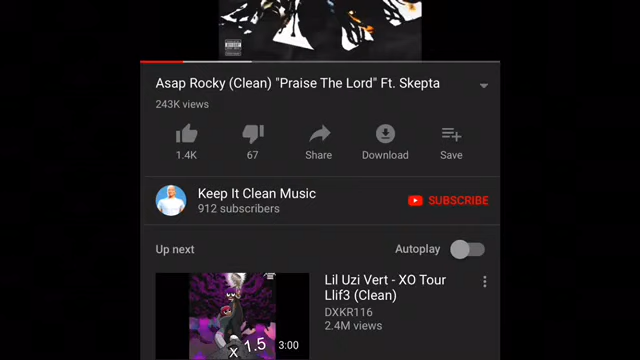 Asap Rocky (Clean) "Praise The Lord" Ft. Skepta
243K views
1.4K
67
Share
Download
Save
Keep It Clean Music
912 subscribers
SUBSCRIBE
Up next
Autoplay
Lil Uzi Vert - XO Tour
Llif3 (Clean)
DXKR116
2.4M views
x 1.5
3:00